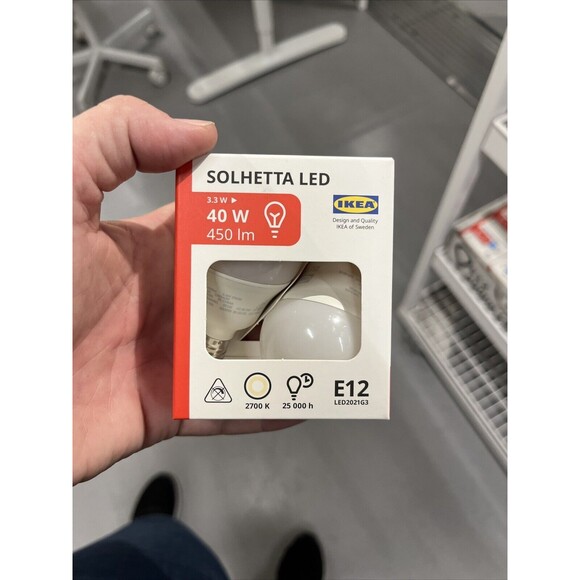 SOLHETTA LED
3.3 W ►
40 W
450 lm
IKEA
Design and Quality
IKEA of Sweden
2700 K
25 000 h
E12
LED2021G3